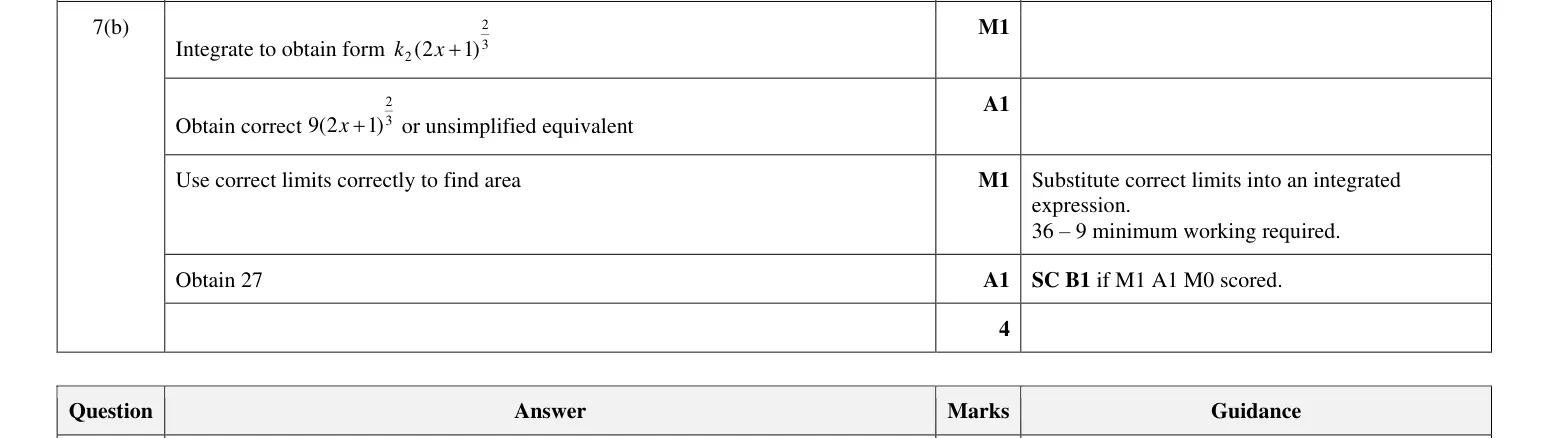 7(b) Integrate to obtain form k₂(2x+1)^(2/3) M1
Obtain correct 9(2x+1)^(2/3) or unsimplified equivalent A1
Use correct limits correctly to find area M1 Substitute correct limits into an integrated
expression.
36 – 9 minimum working required.
Obtain 27 A1 SC B1 if M1 A1 M0 scored.
4
Question Answer Marks Guidance